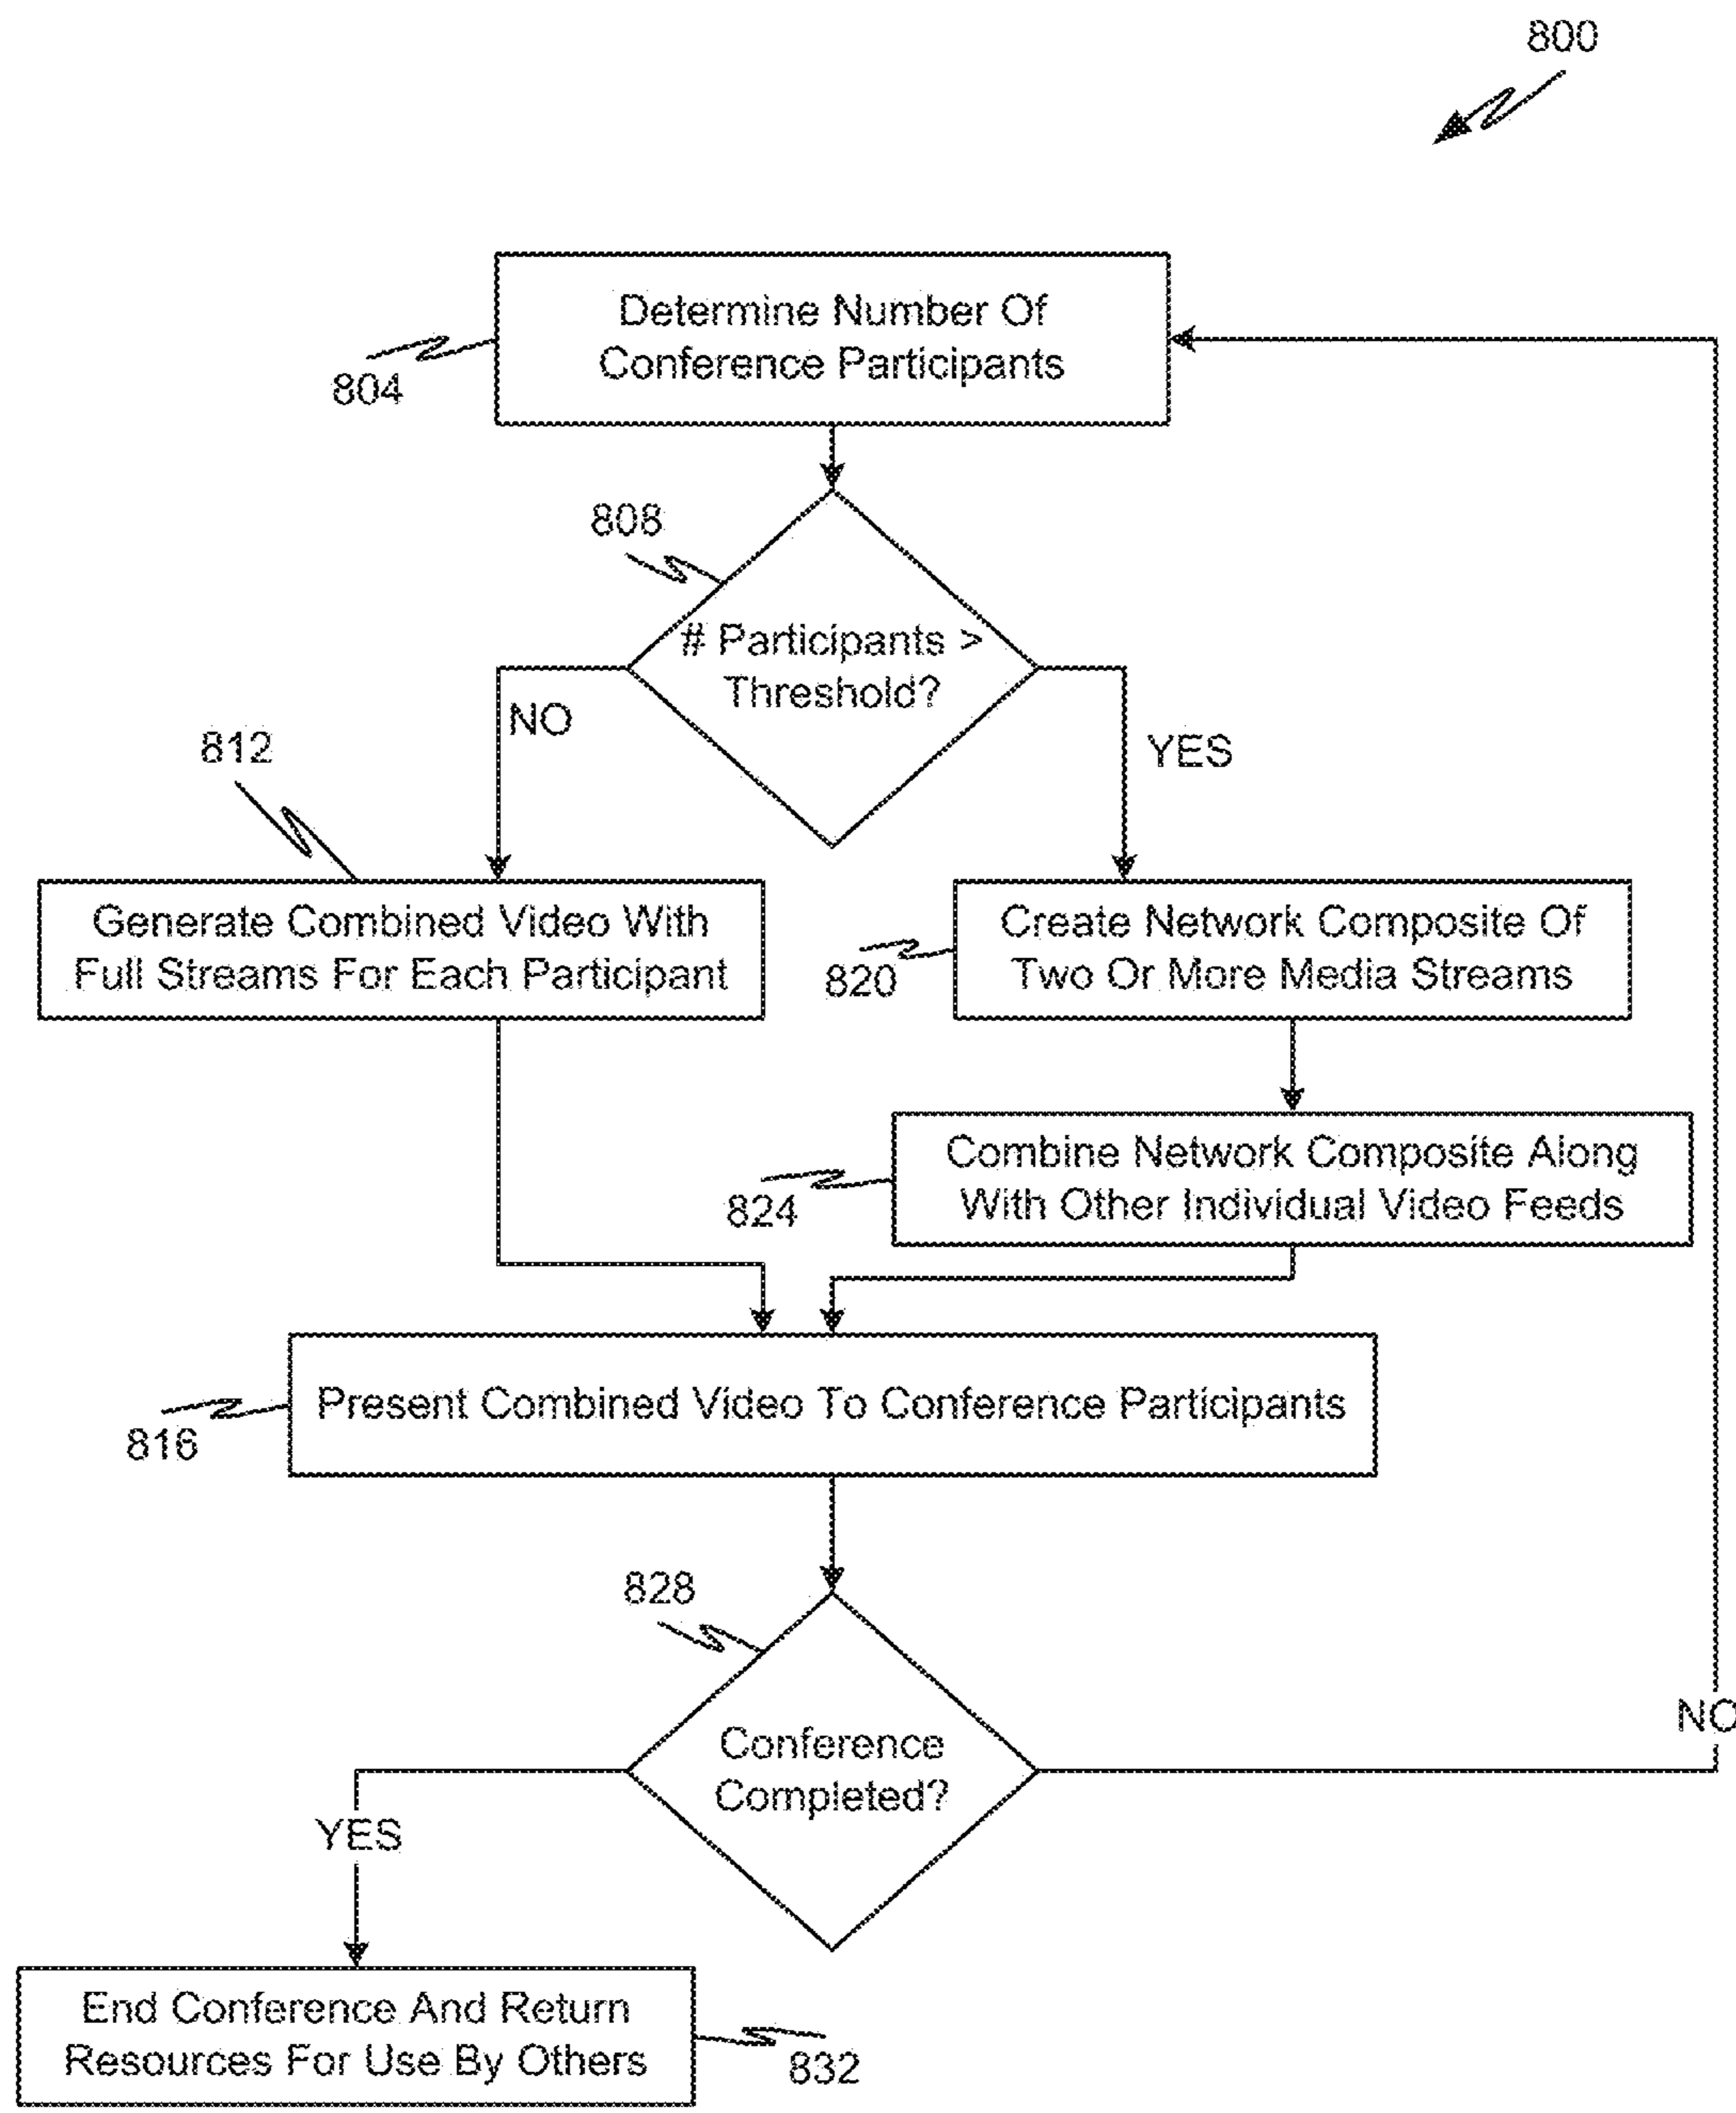 800
Determine Number Of
Conference Participants
804
808
# Participants >
Threshold?
NO
YES
812
Generate Combined Video With
Full Streams For Each Participant
Create Network Composite Of
Two Or More Media Streams
820
Combine Network Composite Along
With Other Individual Video Feeds
824
Present Combined Video To Conference Participants
816
828
Conference
Completed?
NO
YES
End Conference And Return
Resources For Use By Others
832